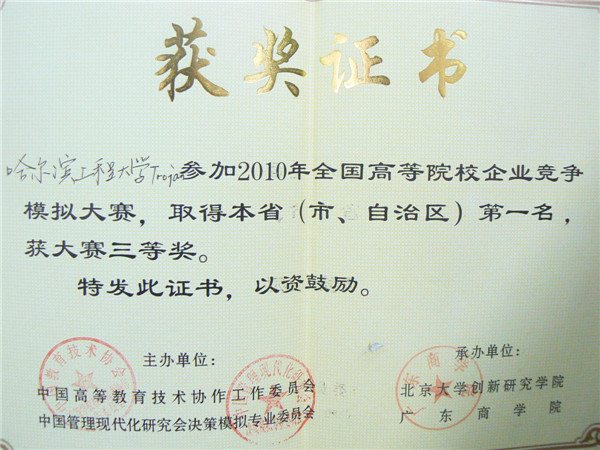 获奖证书
哈尔滨工程大学Troja参加2010年全国高等院校企业竞争
模拟大赛，取得本省（市、自治区）第一名，
获大赛三等奖。
特发此证书，以资鼓励。
主办单位：
中国高等教育技术协作工作委员会
中国管理现代化研究会决策模拟专业委员会
承办单位：
北京大学创新研究学院
广东商学院